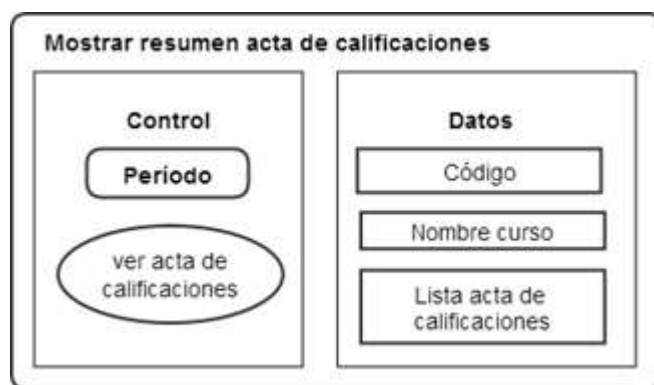 Mostrar resumen acta de calificaciones
Control
Período
ver acta de
calificaciones
Datos
Código
Nombre curso
Lista acta de
calificaciones